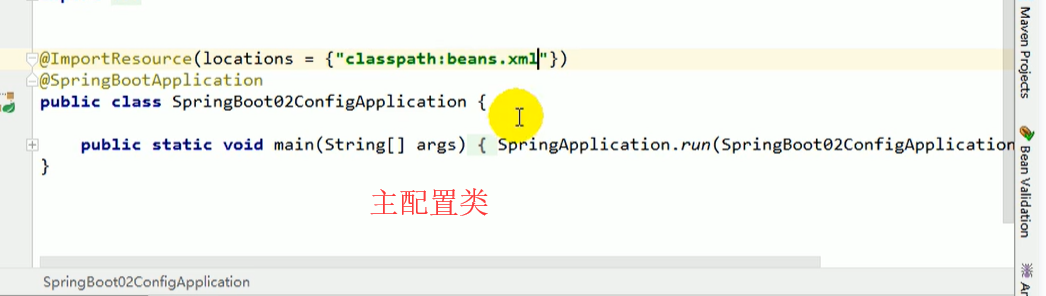 @ImportResource(locations = {"classpath:beans.xml"})
@SpringBootApplication
public class SpringBoot02ConfigApplication {
public static void main(String[] args) { SpringApplication.run(SpringBoot02ConfigApplication
}
主配置类
SpringBoot02ConfigApplication
Maven Projects
Bean Validation